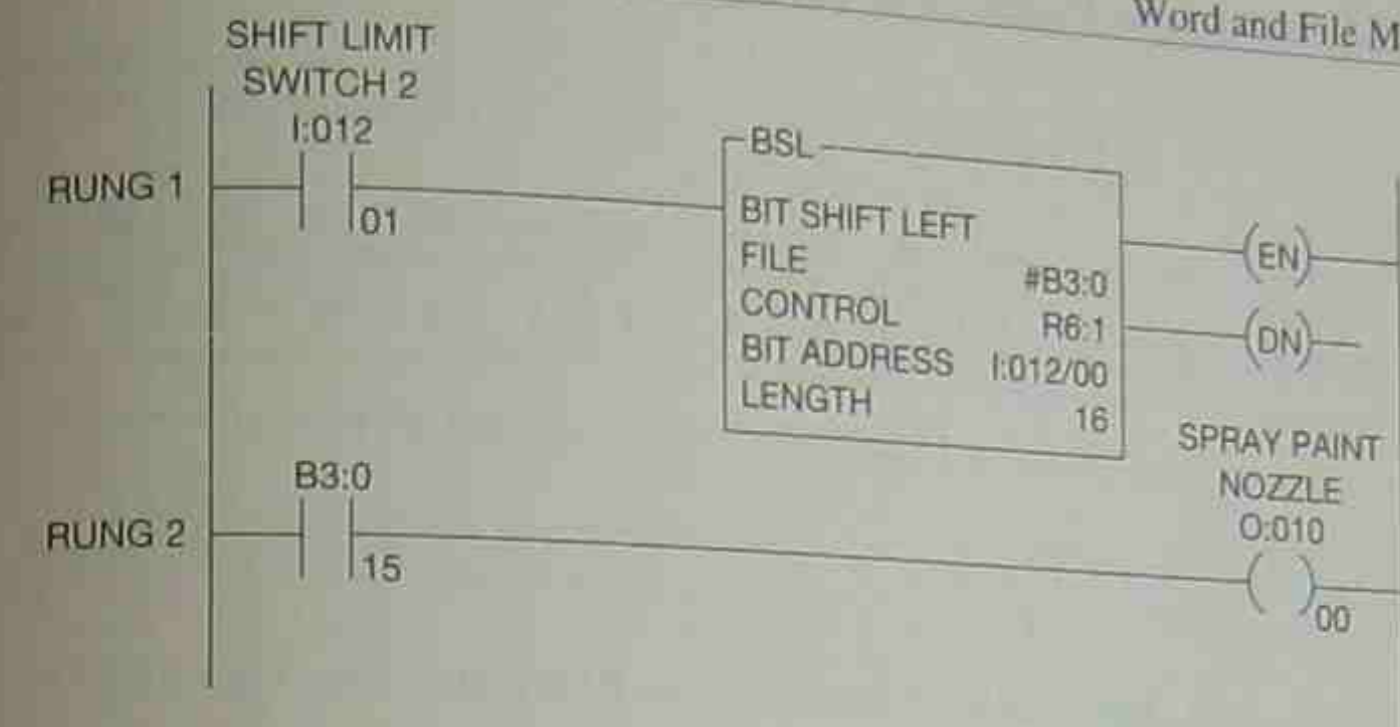 Word and File M
SHIFT LIMIT
SWITCH 2
I:012
RUNG 1
01
BSL
BIT SHIFT LEFT
FILE #B3:0
CONTROL R6:1
BIT ADDRESS I:012/00
LENGTH 16
EN
DN
B3:0
RUNG 2
15
SPRAY PAINT
NOZZLE
O:010
00